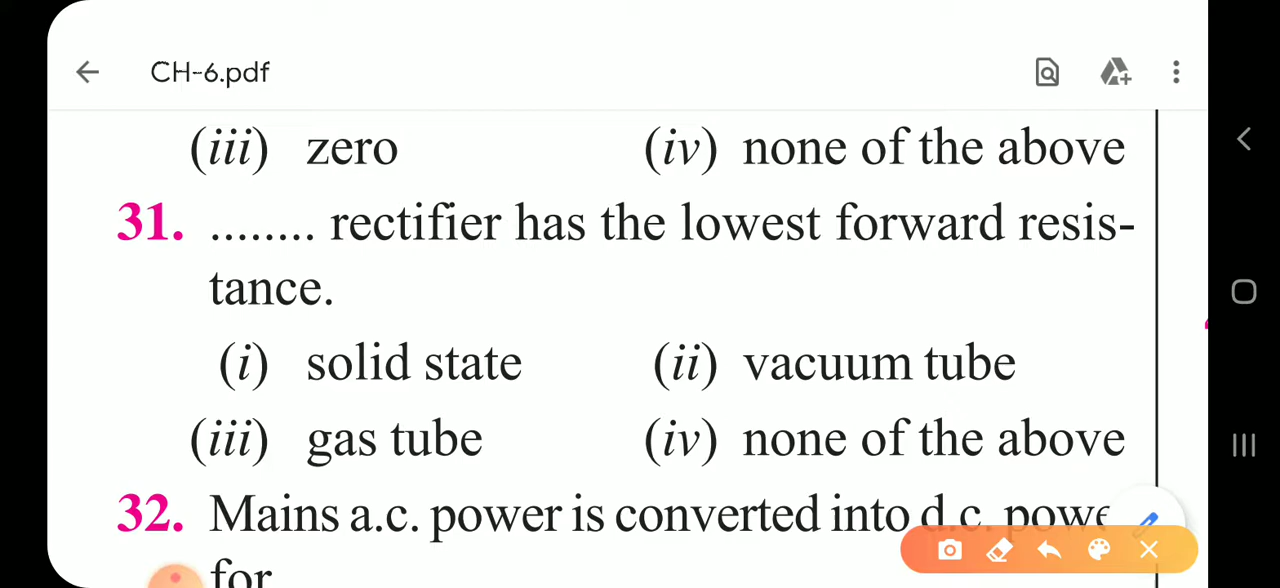 CH-6.pdf
(iii) zero (iv) none of the above
31. ........ rectifier has the lowest forward resis-
tance.
(i) solid state (ii) vacuum tube
(iii) gas tube (iv) none of the above
32. Mains a.c. power is converted into d.c. powe
for